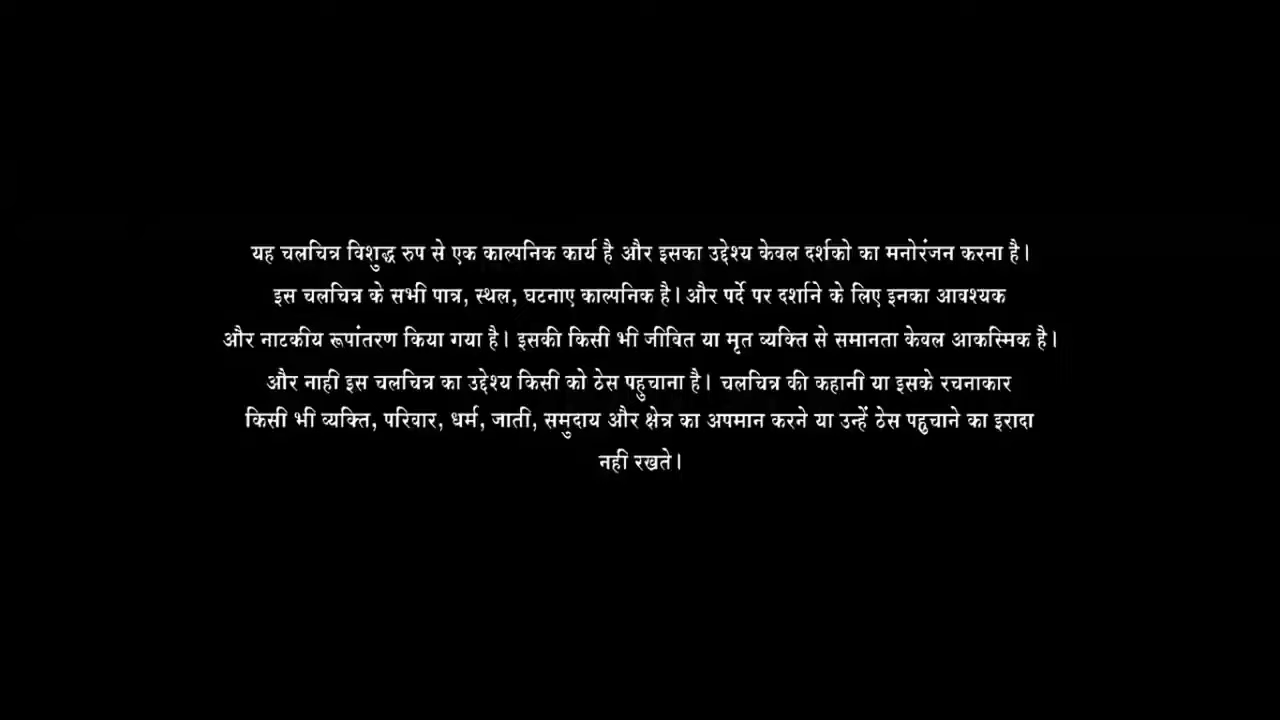 यह चलचित्र विशुद्ध रुप से एक काल्पनिक कार्य है और इसका उद्देश्य केवल दर्शको का मनोरंजन करना है।
इस चलचित्र के सभी पात्र, स्थल, घटनाए काल्पनिक है। और पर्दे पर दर्शाने के लिए इनका आवश्यक
और नाटकीय रूपांतरण किया गया है। इसकी किसी भी जीवित या मृत व्यक्ति से समानता केवल आकस्मिक है।
और नाही इस चलचित्र का उद्देश्य किसी को ठेस पहुचाना है। चलचित्र की कहानी या इसके रचनाकार
किसी भी व्यक्ति, परिवार, धर्म, जाती, समुदाय और क्षेत्र का अपमान करने या उन्हें ठेस पहुचाने का इरादा
नही रखते।